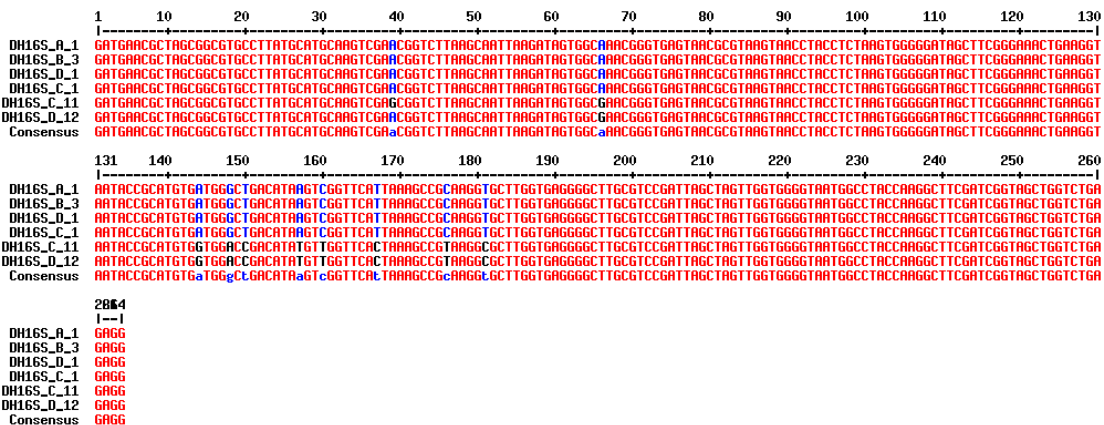 1 10 20 30 40 50 60 70 80 90 100 110 120 130
|--------+---------+---------+---------+---------+---------+---------+---------+---------+---------+---------+---------+---------|
DH16S_A_1 GATGAACGCTAGCGGCGTGCCTTATGCATGCAAGTCGAACGGTCTTAAGCAATTAAGATAGTGGCAAACGGGTGAGTAACGCGTAAGTAACCTACCTCTAAGTGGGGGATAGCTTCGGGAAACTGAAGGT
DH16S_B_3 GATGAACGCTAGCGGCGTGCCTTATGCATGCAAGTCGAACGGTCTTAAGCAATTAAGATAGTGGCAAACGGGTGAGTAACGCGTAAGTAACCTACCTCTAAGTGGGGGATAGCTTCGGGAAACTGAAGGT
DH16S_D_1 GATGAACGCTAGCGGCGTGCCTTATGCATGCAAGTCGAACGGTCTTAAGCAATTAAGATAGTGGCAAACGGGTGAGTAACGCGTAAGTAACCTACCTCTAAGTGGGGGATAGCTTCGGGAAACTGAAGGT
DH16S_C_1 GATGAACGCTAGCGGCGTGCCTTATGCATGCAAGTCGAACGGTCTTAAGCAATTAAGATAGTGGCAAACGGGTGAGTAACGCGTAAGTAACCTACCTCTAAGTGGGGGATAGCTTCGGGAAACTGAAGGT
DH16S_C_11 GATGAACGCTAGCGGCGTGCCTTATGCATGCAAGTCGAGCGGTCTTAAGCAATTAAGATAGTGGCGAACGGGTGAGTAACGCGTAAGTAACCTACCTCTAAGTGGGGGATAGCTTCGGGAAACTGAAGGT
DH16S_D_12 GATGAACGCTAGCGGCGTGCCTTATGCATGCAAGTCGAACGGTCTTAAGCAATTAAGATAGTGGCGAACGGGTGAGTAACGCGTAAGTAACCTACCTCTAAGTGGGGGATAGCTTCGGGAAACTGAAGGT
Consensus GATGAACGCTAGCGGCGTGCCTTATGCATGCAAGTCGAaCGGTCTTAAGCAATTAAGATAGTGGCaAACGGGTGAGTAACGCGTAAGTAACCTACCTCTAAGTGGGGGATAGCTTCGGGAAACTGAAGGT
131 140 150 160 170 180 190 200 210 220 230 240 250 260
|--------+---------+---------+---------+---------+---------+---------+---------+---------+---------+---------+---------+---------|
DH16S_A_1 AATACCGCATGTGATGGGCTGACATAAGTCGGTTCATTAAAGCCGCAAGGTGCTTGGTGAGGGGCTTGCGTCCGATTAGCTAGTTGGTGGGGTAATGGCCTACCAAGGCTTCGATCGGTAGCTGGTCTGA
DH16S_B_3 AATACCGCATGTGATGGGCTGACATAAGTCGGTTCATTAAAGCCGCAAGGTGCTTGGTGAGGGGCTTGCGTCCGATTAGCTAGTTGGTGGGGTAATGGCCTACCAAGGCTTCGATCGGTAGCTGGTCTGA
DH16S_D_1 AATACCGCATGTGATGGGCTGACATAAGTCGGTTCATTAAAGCCGCAAGGTGCTTGGTGAGGGGCTTGCGTCCGATTAGCTAGTTGGTGGGGTAATGGCCTACCAAGGCTTCGATCGGTAGCTGGTCTGA
DH16S_C_1 AATACCGCATGTGATGGGCTGACATAAGTCGGTTCATTAAAGCCGCAAGGTGCTTGGTGAGGGGCTTGCGTCCGATTAGCTAGTTGGTGGGGTAATGGCCTACCAAGGCTTCGATCGGTAGCTGGTCTGA
DH16S_C_11 AATACCGCATGTGGTGGACCGACATATGTTGGTTCACTAAAGCCGTAAGGCGCTTGGTGAGGGGCTTGCGTCCGATTAGCTAGTTGGTGGGGTAATGGCCTACCAAGGCTTCGATCGGTAGCTGGTCTGA
DH16S_D_12 AATACCGCATGTGGTGGACCGACATATGTTGGTTCACTAAAGCCGTAAGGCGCTTGGTGAGGGGCTTGCGTCCGATTAGCTAGTTGGTGGGGTAATGGCCTACCAAGGCTTCGATCGGTAGCTGGTCTGA
Consensus AATACCGCATGTGaTGGgCtGACATAaGTcGGTTCAtTAAAGCCGcAAGGtGCTTGGTGAGGGGCTTGCGTCCGATTAGCTAGTTGGTGGGGTAATGGCCTACCAAGGCTTCGATCGGTAGCTGGTCTGA
|--|
DH16S_A_1 GAGG
DH16S_B_3 GAGG
DH16S_D_1 GAGG
DH16S_C_1 GAGG
DH16S_C_11 GAGG
DH16S_D_12 GAGG
Consensus GAGG